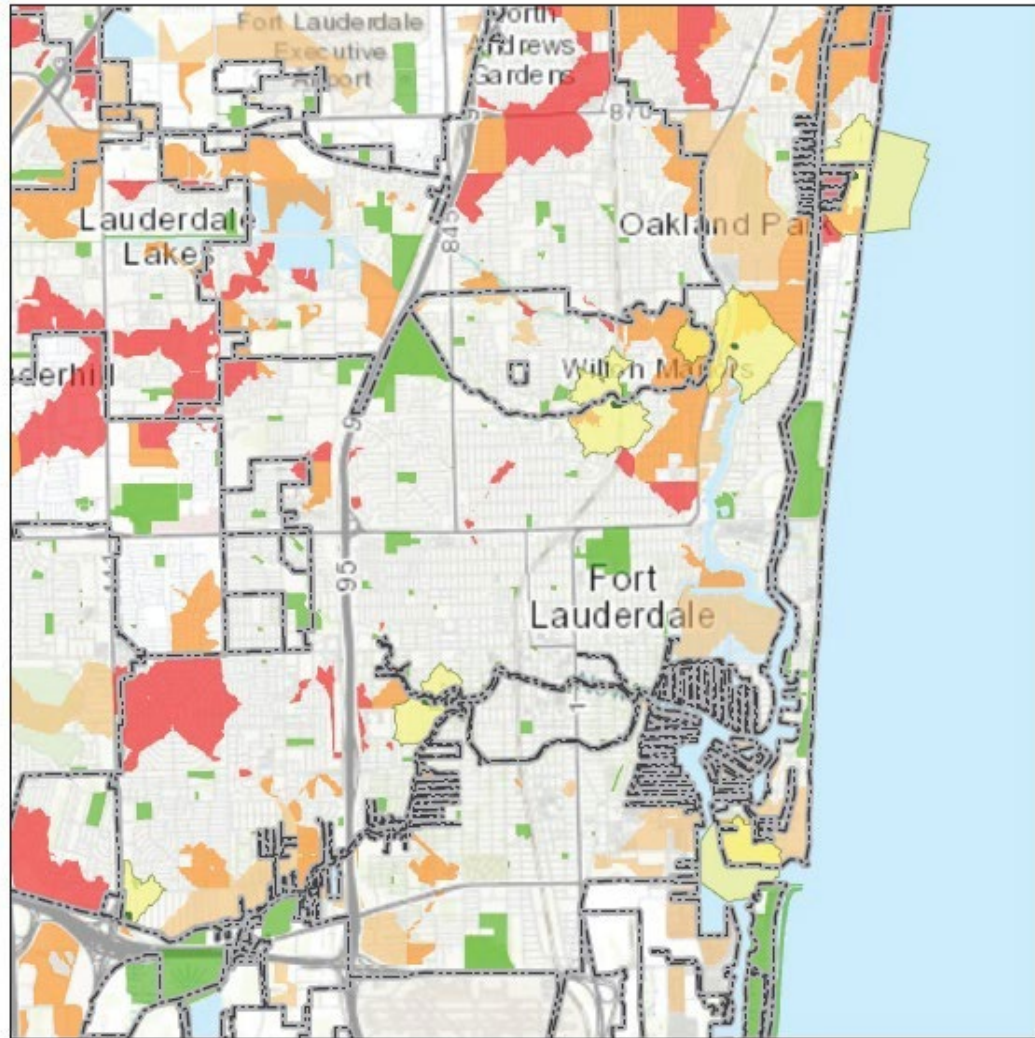 Fort Lauderdale
Executive
Airport
North
Andrews
Gardens
870
Lauderdale
Lakes
845
Oakland Park
Wilton Manors
9
Fort
Lauderdale
95
1